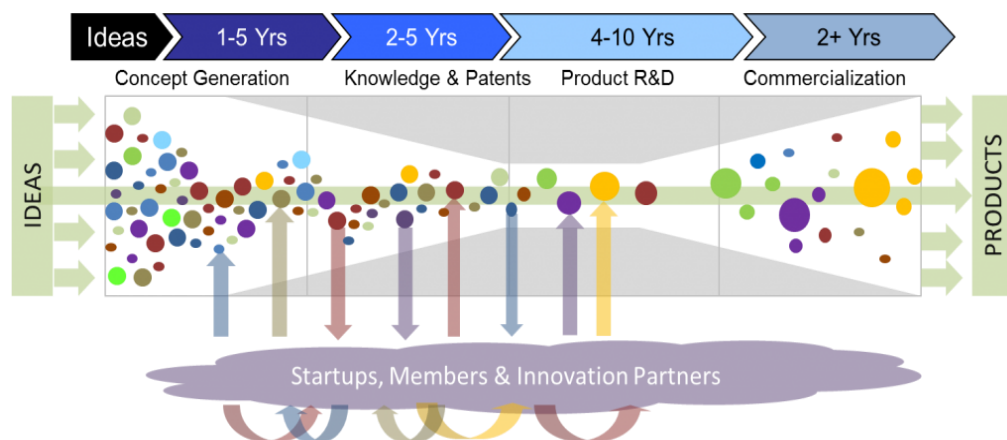 Ideas
1-5 Yrs
2-5 Yrs
4-10 Yrs
2+ Yrs
Concept Generation
Knowledge & Patents
Product R&D
Commercialization
IDEAS
PRODUCTS
Startups, Members & Innovation Partners